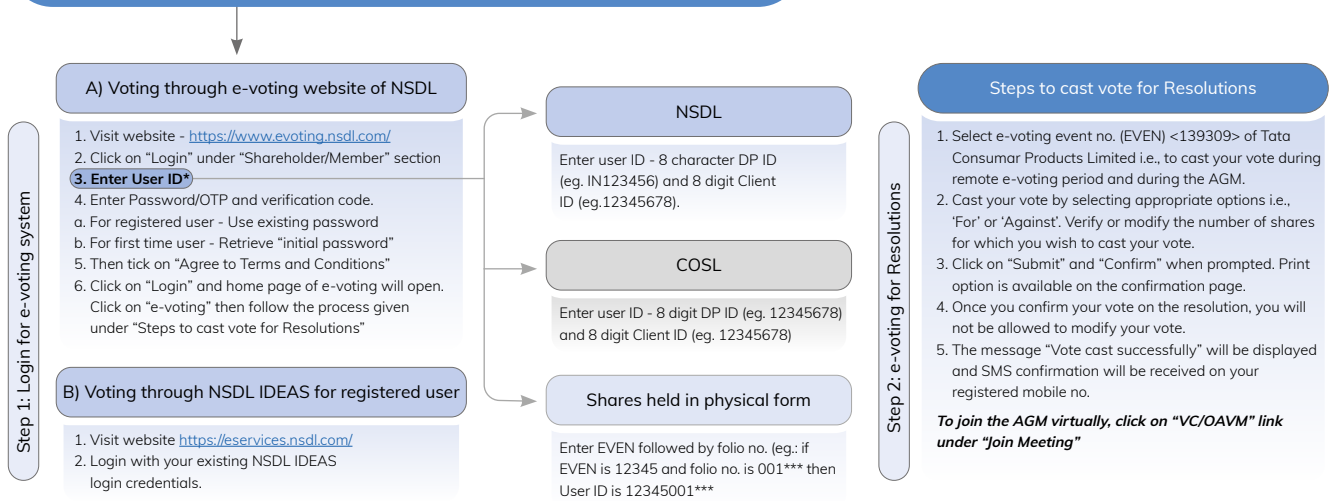 Step 1: Login for e-voting system
A) Voting through e-voting website of NSDL
1. Visit website - https://www.evoting.nsdl.com/
2. Click on “Login” under “Shareholder/Member” section
3. Enter User ID*
4. Enter Password/OTP and verification code.
a. For registered user - Use existing password
b. For first time user - Retrieve “initial password”
5. Then tick on “Agree to Terms and Conditions”
6. Click on “Login” and home page of e-voting will open.
Click on “e-voting” then follow the process given
under “Steps to cast vote for Resolutions”
B) Voting through NSDL IDEAS for registered user
1. Visit website https://eservices.nsdl.com/
2. Login with your existing NSDL IDEAS
login credentials.
NSDL
Enter user ID - 8 character DP ID
(eg. IN123456) and 8 digit Client
ID (eg.12345678).
COSL
Enter user ID - 8 digit DP ID (eg. 12345678)
and 8 digit Client ID (eg. 12345678)
Shares held in physical form
Enter EVEN followed by folio no. (eg.: if
EVEN is 12345 and folio no. is 001*** then
User ID is 12345001***
Step 2: e-voting for Resolutions
Steps to cast vote for Resolutions
1. Select e-voting event no. (EVEN) <139309> of Tata
Consumar Products Limited i.e., to cast your vote during
remote e-voting period and during the AGM.
2. Cast your vote by selecting appropriate options i.e.,
‘For’ or ‘Against’. Verify or modify the number of shares
for which you wish to cast your vote.
3. Click on “Submit” and “Confirm” when prompted. Print
option is available on the confirmation page.
4. Once you confirm your vote on the resolution, you will
not be allowed to modify your vote.
5. The message “Vote cast successfully” will be displayed
and SMS confirmation will be received on your
registered mobile no.
To join the AGM virtually, click on “VC/OAVM” link
under “Join Meeting”